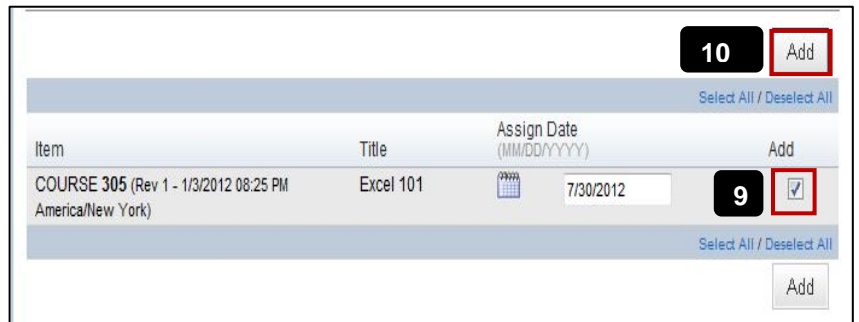 10 Add
Select All / Deselect All
Assign Date
Item Title (MM/DD/YYYY) Add
COURSE 305 (Rev 1 - 1/3/2012 08:25 PM Excel 101 7/30/2012 9
America/New York)
Select All / Deselect All
Add